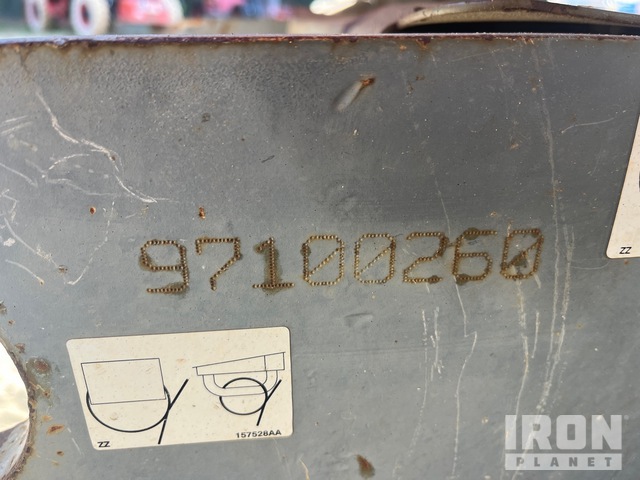 97100260
ZZ
ZZ
157528AA
IRON
PLANET